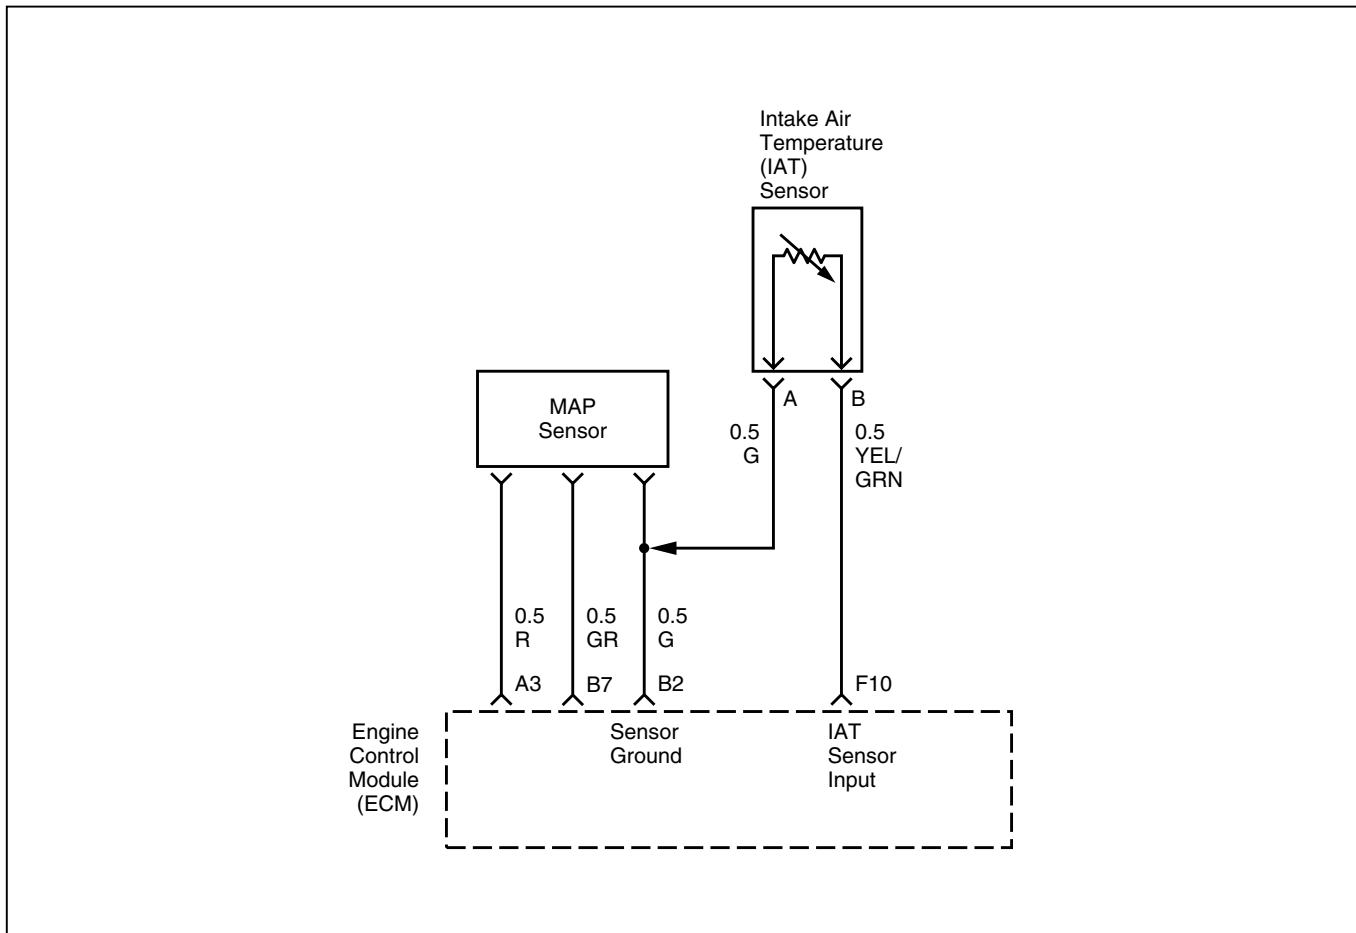 Intake Air
Temperature
(IAT)
Sensor
MAP
Sensor
A
B
0.5
G
0.5
YEL/
GRN
0.5
R
0.5
GR
0.5
G
A3
B7
B2
F10
Engine
Control
Module
(ECM)
Sensor
Ground
IAT
Sensor
Input